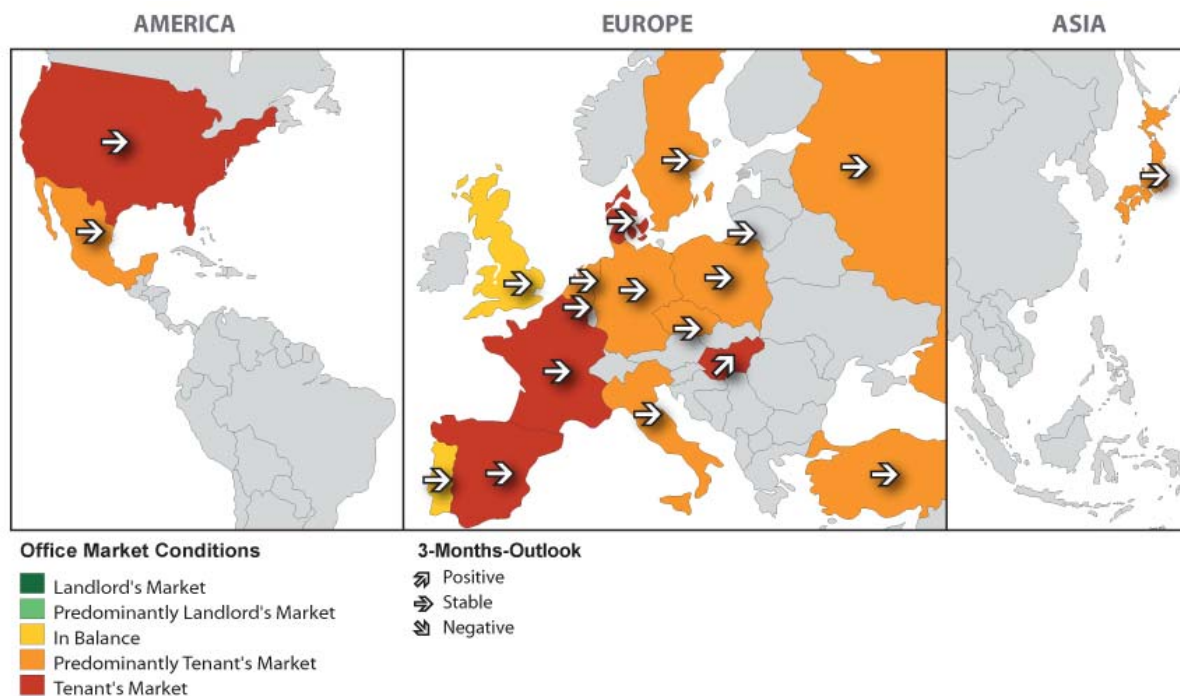 AMERICA
EUROPE
ASIA
Office Market Conditions
Landlord's Market
Predominantly Landlord's Market
In Balance
Predominantly Tenant's Market
Tenant's Market
3-Months-Outlook
Positive
Stable
Negative